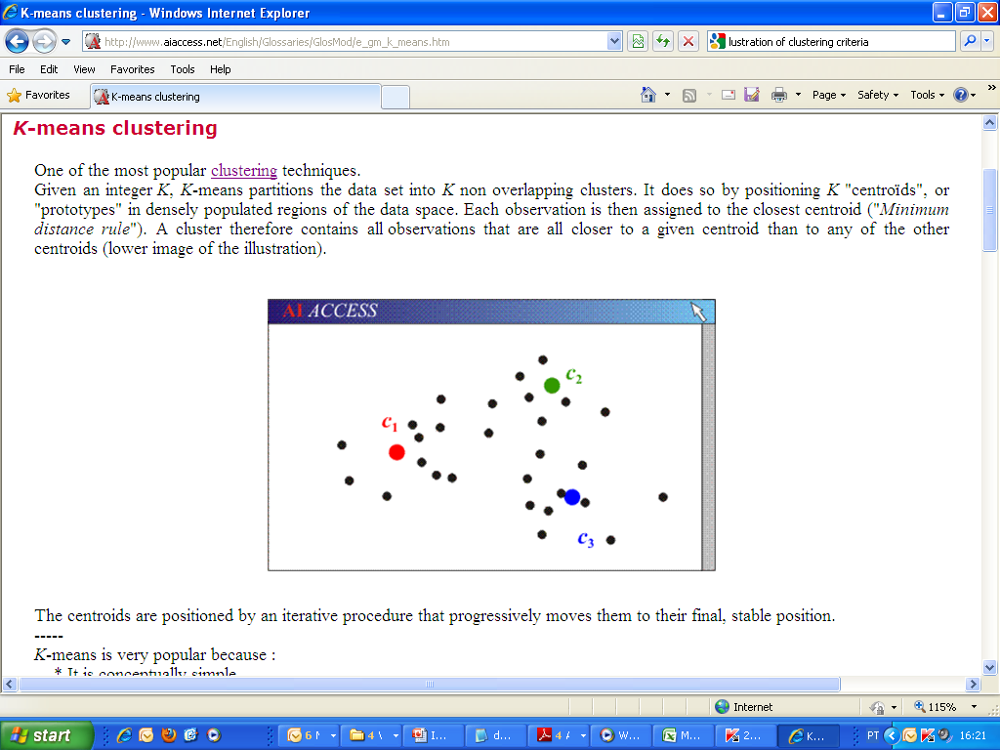 K-means clustering - Windows Internet Explorer
http://www.aiaccess.net/English/Glossaries/GlosMod/e_gm_k_means.htm
lustration of clustering criteria
File Edit View Favorites Tools Help
Favorites
K-means clustering
Page
Safety
Tools
K-means clustering
One of the most popular clustering techniques.
Given an integer K, K-means partitions the data set into K non overlapping clusters. It does so by positioning K "centroïds", or
"prototypes" in densely populated regions of the data space. Each observation is then assigned to the closest centroid ("Minimum
distance rule"). A cluster therefore contains all observations that are all closer to a given centroid than to any of the other
centroids (lower image of the illustration).
AI ACCESS
c2
c1
c3
The centroids are positioned by an iterative procedure that progressively moves them to their final, stable position.
-----
K-means is very popular because :
* It is conceptually simple
Internet
115%
start
6 M
4 \
I...
d...
4 A
W...
M...
2...
K...
PT
16:21